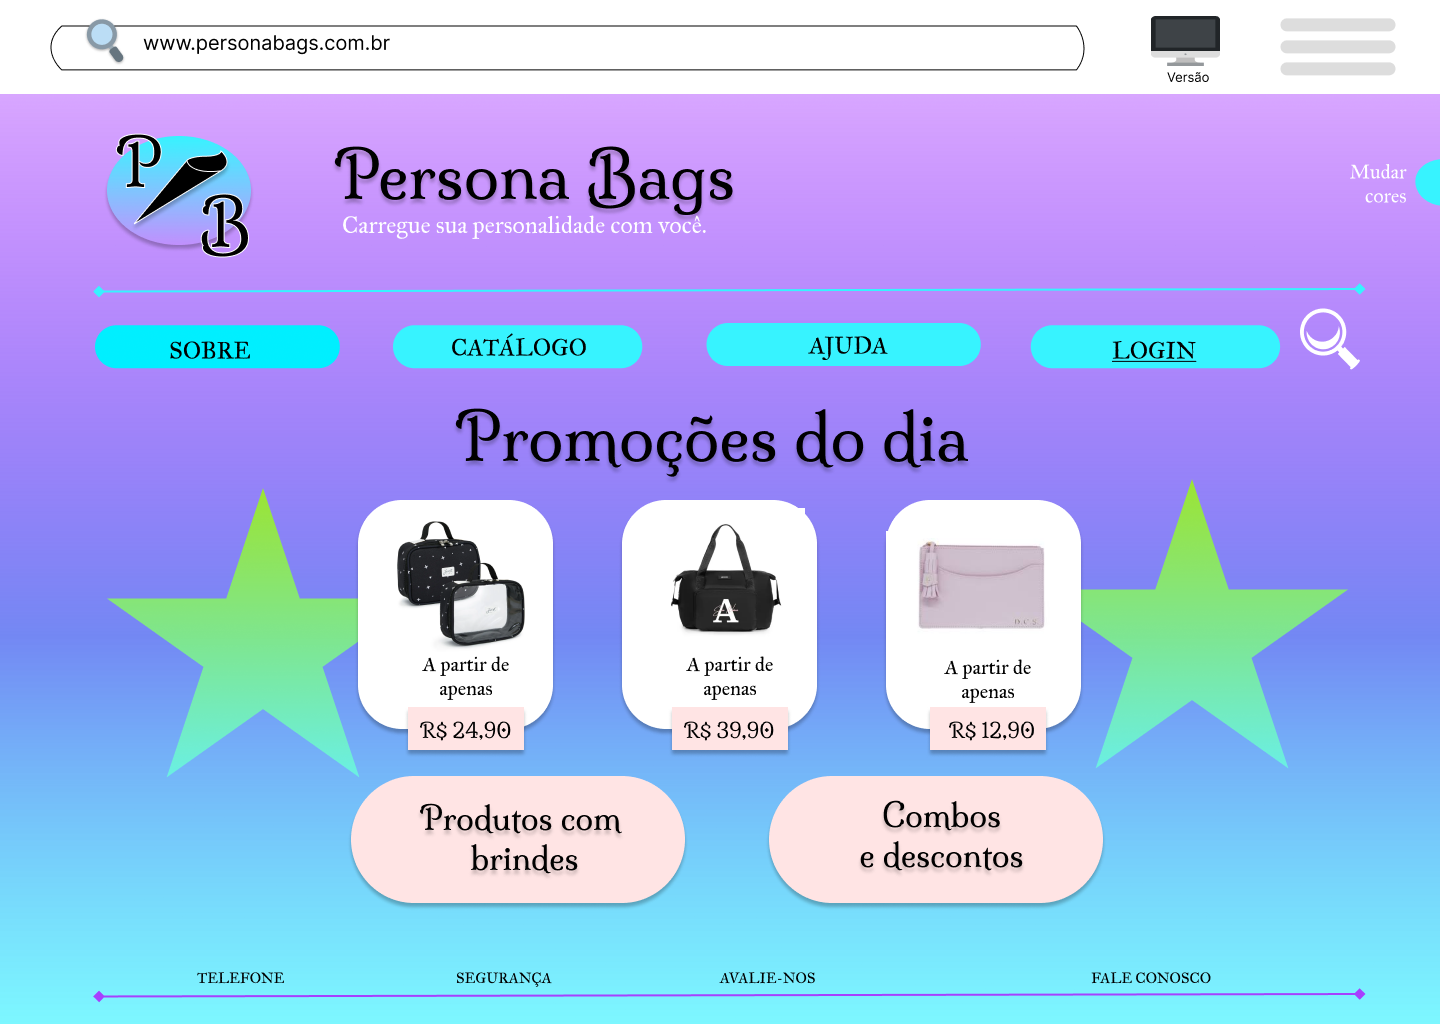 www.personabags.com.br
Versão
P
B
Persona Bags
Carregue sua personalidade com você.
Mudar
cores
SOBRE
CATÁLOGO
AJUDA
LOGIN
Promoções do dia
A partir de
apenas
R$ 24,90
A
A partir de
apenas
R$ 39,90
D.C.B.
A partir de
apenas
R$ 12,90
Produtos com
brindes
Combos
e descontos
TELEFONE
SEGURANÇA
AVALIE-NOS
FALE CONOSCO